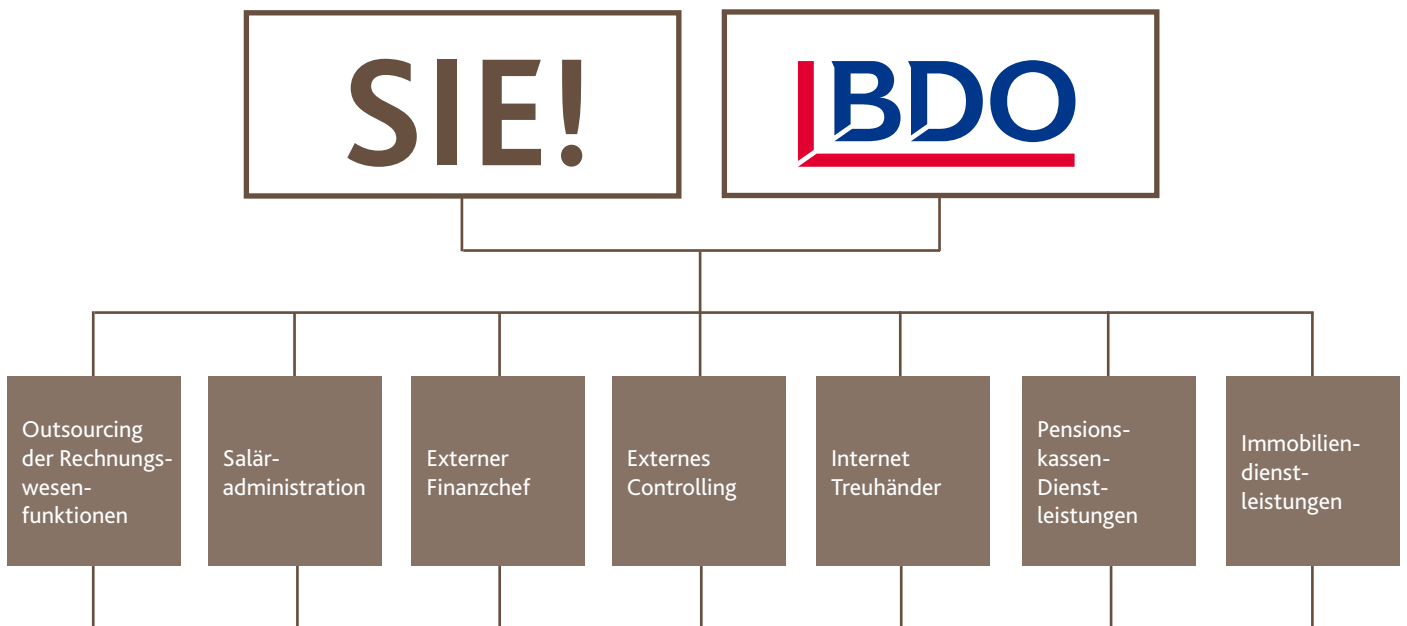 SIE!
BDO
Outsourcing
der Rechnungs-
wesen-
funktionen
Salär-
administration
Externer
Finanzchef
Externes
Controlling
Internet
Treuhänder
Pensions-
kassen-
Dienst-
leistungen
Immobilien-
dienst-
leistungen